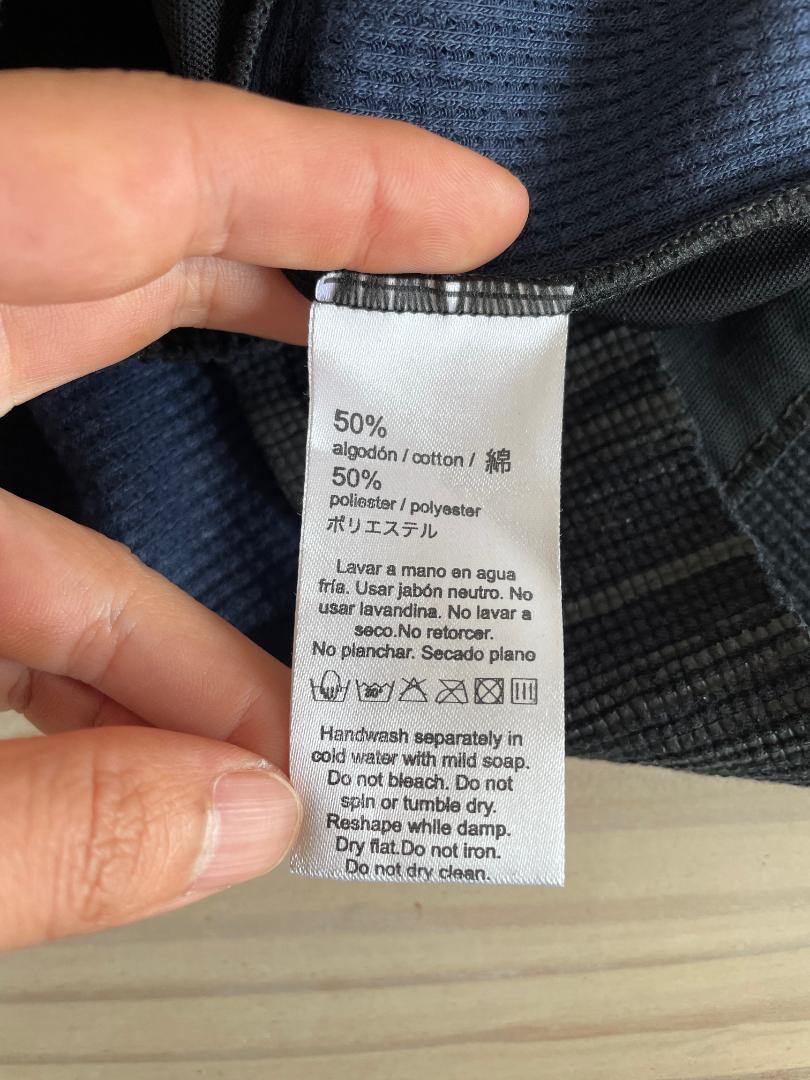 50%
algodón / cotton / 綿
50%
poliester / polyester
ポリエステル
Lavar a mano en agua
fría. Usar jabón neutro. No
usar lavandina. No lavar a
seco.No retorcer.
No planchar. Secado plano
30°
Handwash separately in
cold water with mild soap.
Do not bleach. Do not
spin or tumble dry.
Reshape while damp.
Dry flat.Do not iron.
Do not dry clean.